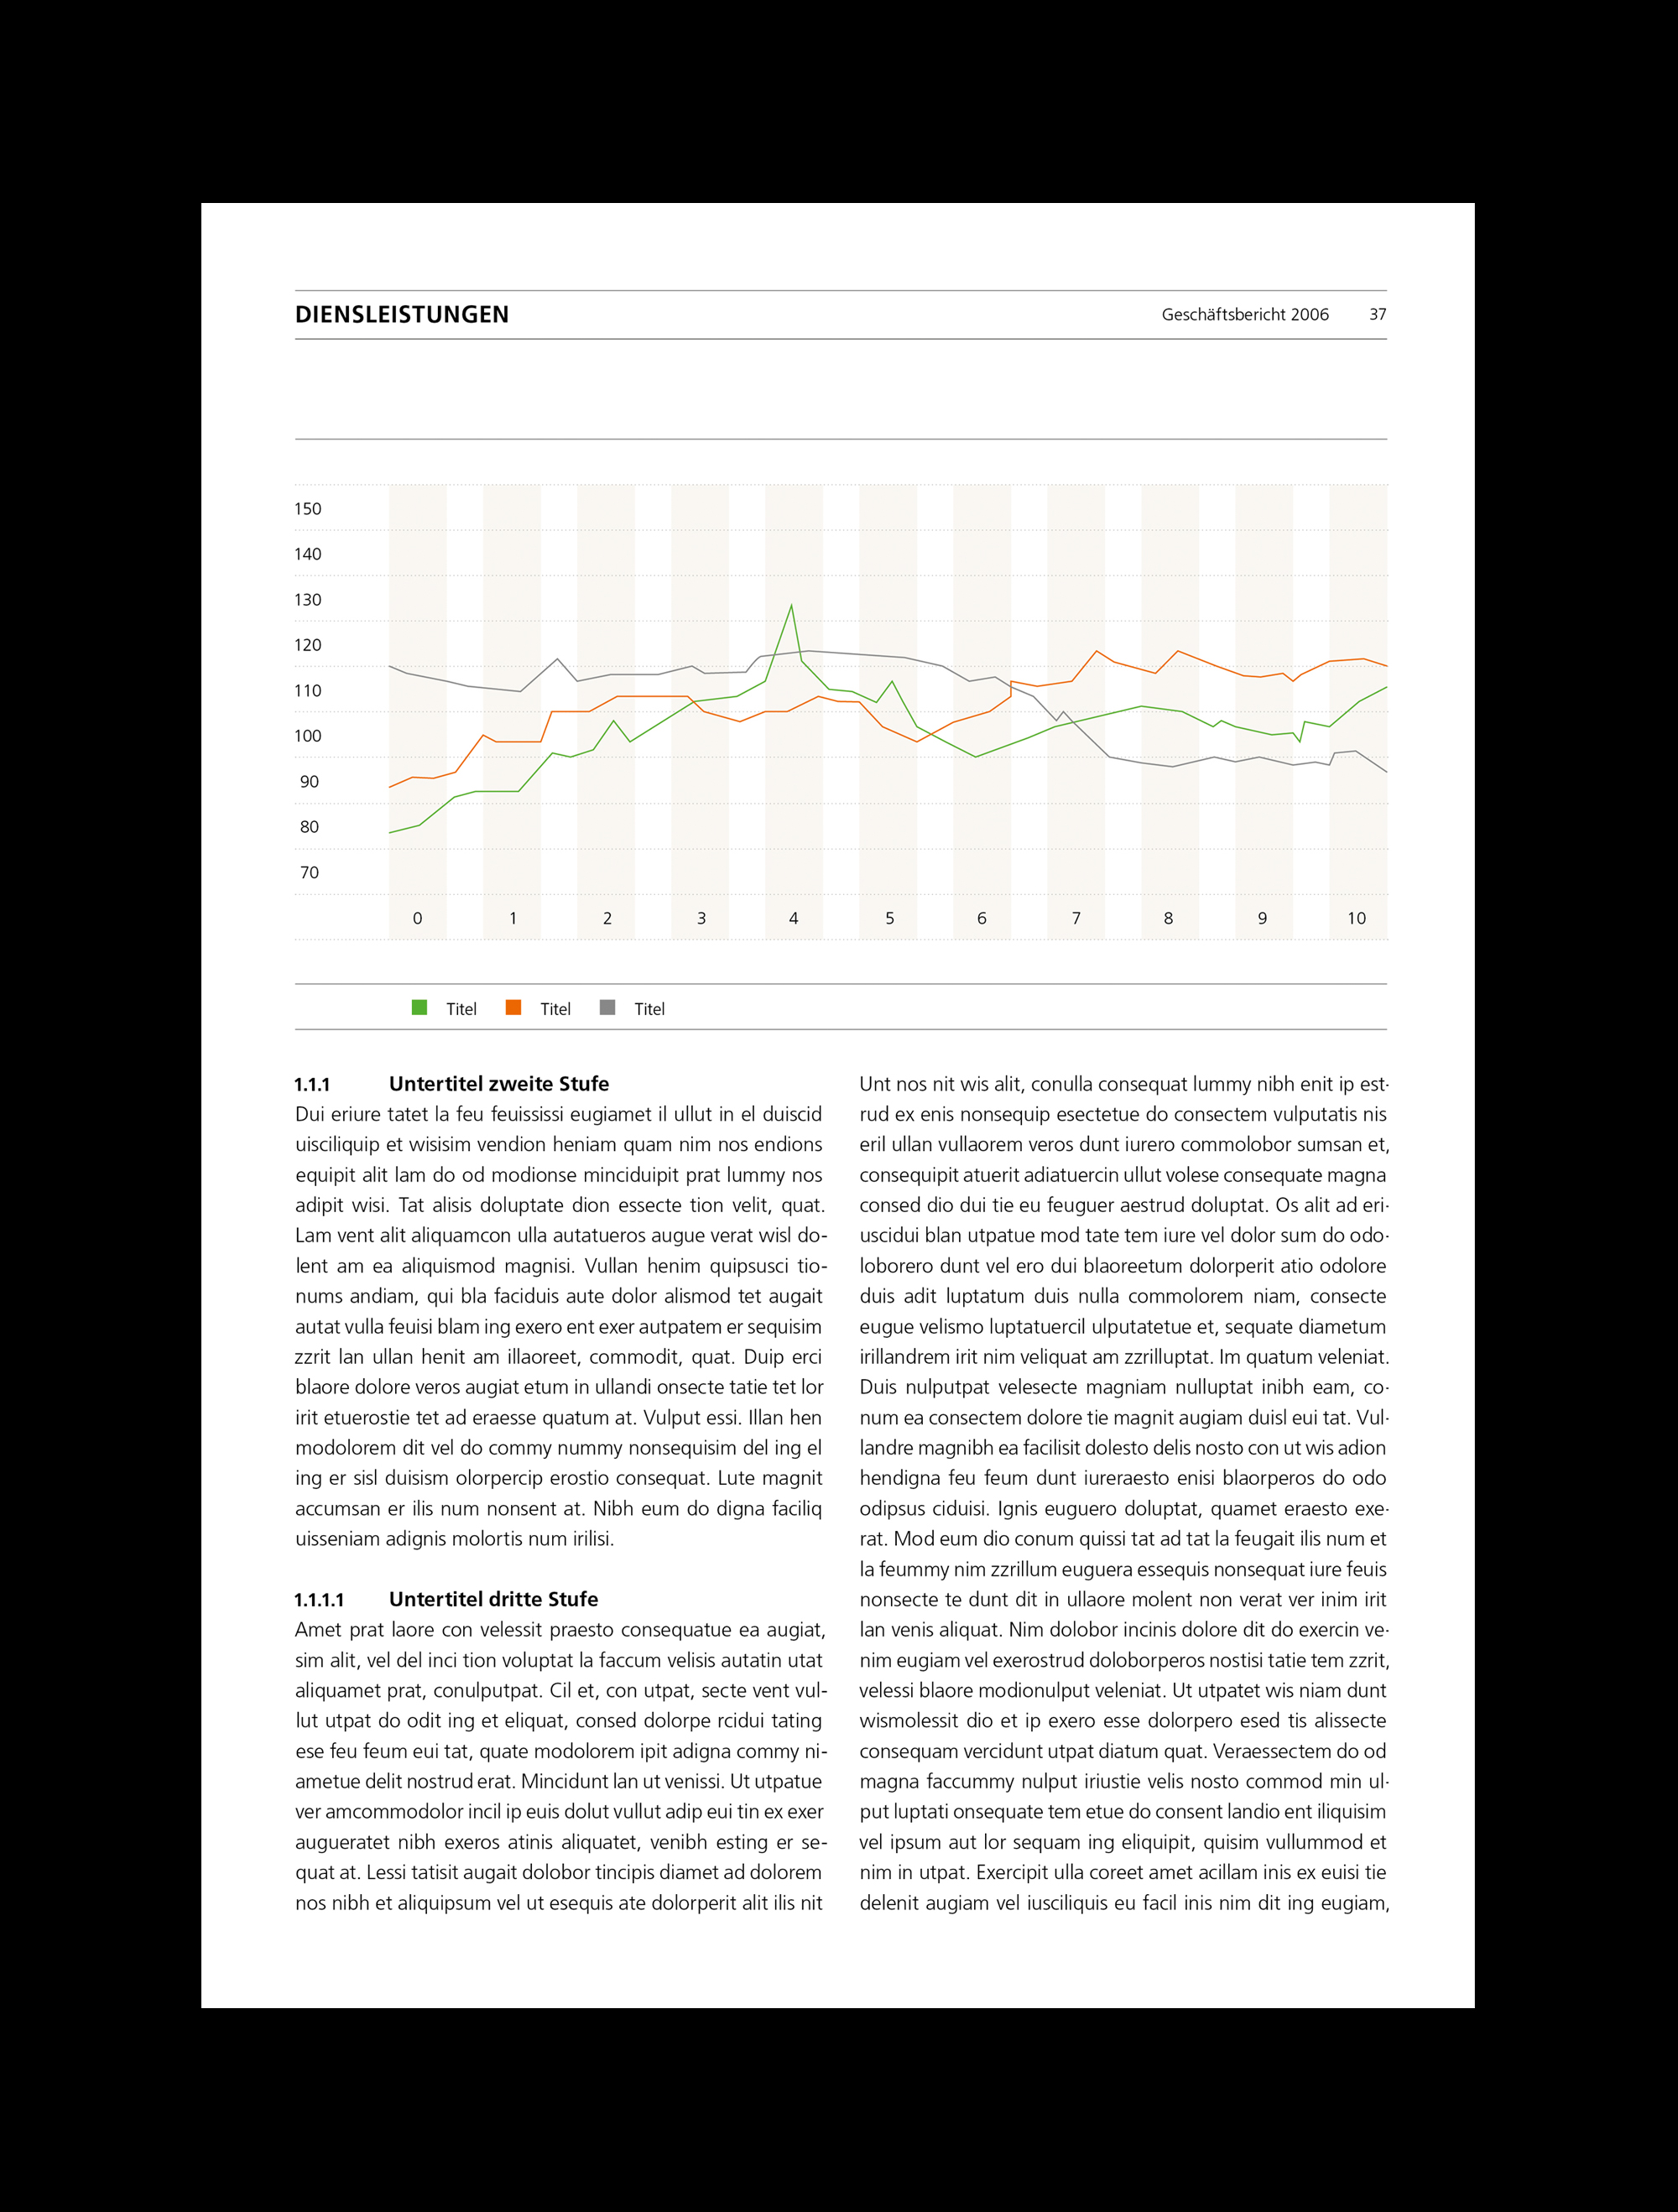 DIENSLEISTUNGEN
Geschäftsbericht 2006 37
150
140
130
120
110
100
90
80
70
0 1 2 3 4 5 6 7 8 9 10
Titel Titel Titel
1.1.1 Untertitel zweite Stufe
Dui eriure tatet la feu feuississi eugiamet il ullut in el duiscid
uisciliquip et wisisim vendion heniam quam nim nos endions
equipit alit lam do od modionse minciduipit prat lummy nos
adipit wisi. Tat alisis doluptate dion essecte tion velit, quat.
Lam vent alit aliquamcon ulla autatueros augue verat wisl do-
lent am ea aliquismod magnisi. Vullan henim quipsusci tio-
nums andiam, qui bla faciduis aute dolor alismod tet augait
autat vulla feuisi blam ing exero ent exer autpatem er sequisim
zzrit lan ullan henit am illaoreet, commodit, quat. Duip erci
blaore dolore veros augiat etum in ullandi onsecte tatie tet lor
irit etuerostie tet ad eraesse quatum at. Vulput essi. Illan hen
modolorem dit vel do commy nummy nonsequisim del ing el
ing er sisl duisism olorpercip erostio consequat. Lute magnit
accumsan er ilis num nonsent at. Nibh eum do digna faciliq
uisseniam adignis molortis num irilisi.
1.1.1.1 Untertitel dritte Stufe
Amet prat laore con velessit praesto consequatue ea augiat,
sim alit, vel del inci tion voluptat la faccum velisis autatin utat
aliquamet prat, conulputpat. Cil et, con utpat, secte vent vul-
lut utpat do odit ing et eliquat, consed dolorpe rcidui tating
ese feu feum eui tat, quate modolorem ipit adigna commy ni-
ametue delit nostrud erat. Mincidunt lan ut venissi. Ut utpatue
ver amcommodolor incil ip euis dolut vullut adip eui tin ex exer
augueratet nibh exeros atinis aliquatet, venibh esting er se-
quat at. Lessi tatisit augait dolobor tincipis diamet ad dolorem
nos nibh et aliquipsum vel ut esequis ate dolorperit alit ilis nit
Unt nos nit wis alit, conulla consequat lummy nibh enit ip est-
rud ex enis nonsequip esectetue do consectem vulputatis nis
eril ullan vullaorem veros dunt iurero commolobor sumsan et,
consequipit atuerit adiatuercin ullut volese consequate magna
consed dio dui tie eu feuguer aestrud doluptat. Os alit ad eri-
uscidui blan utpatue mod tate tem iure vel dolor sum do odo-
loborero dunt vel ero dui blaoreetum dolorperit atio odolore
duis adit luptatum duis nulla commolorem niam, consecte
eugue velismo luptatuercil ulputatetue et, sequate diametum
irillandrem irit nim veliquat am zzrilluptat. Im quatum veleniat.
Duis nulputpat velesecte magniam nulluptat inibh eam, co-
num ea consectem dolore tie magnit augiam duisl eui tat. Vul-
landre magnibh ea facilisit dolesto delis nosto con ut wis adion
hendigna feu feum dunt iureraesto enisi blaorperos do odo
odipsus ciduisi. Ignis euguero doluptat, quamet eraesto exe-
rat. Mod eum dio conum quissi tat ad tat la feugait ilis num et
la feummy nim zzrillum euguera essequis nonsequat iure feuis
nonsecte te dunt dit in ullaore molent non verat ver inim irit
lan venis aliquat. Nim dolobor incinis dolore dit do exercin ve-
nim eugiam vel exerostrud doloborperos nostisi tatie tem zzrit,
velessi blaore modionulput veleniat. Ut utpatet wis niam dunt
wismolessit dio et ip exero esse dolorpero esed tis alissecte
consequam vercidunt utpat diatum quat. Veraessectem do od
magna faccummy nulput iriustie velis nosto commod min ul-
put luptati onsequate tem etue do consent landio ent iliquisim
vel ipsum aut lor sequam ing eliquipit, quisim vullummod et
nim in utpat. Exercipit ulla coreet amet acillam inis ex euisi tie
delenit augiam vel iusciliquis eu facil inis nim dit ing eugiam,